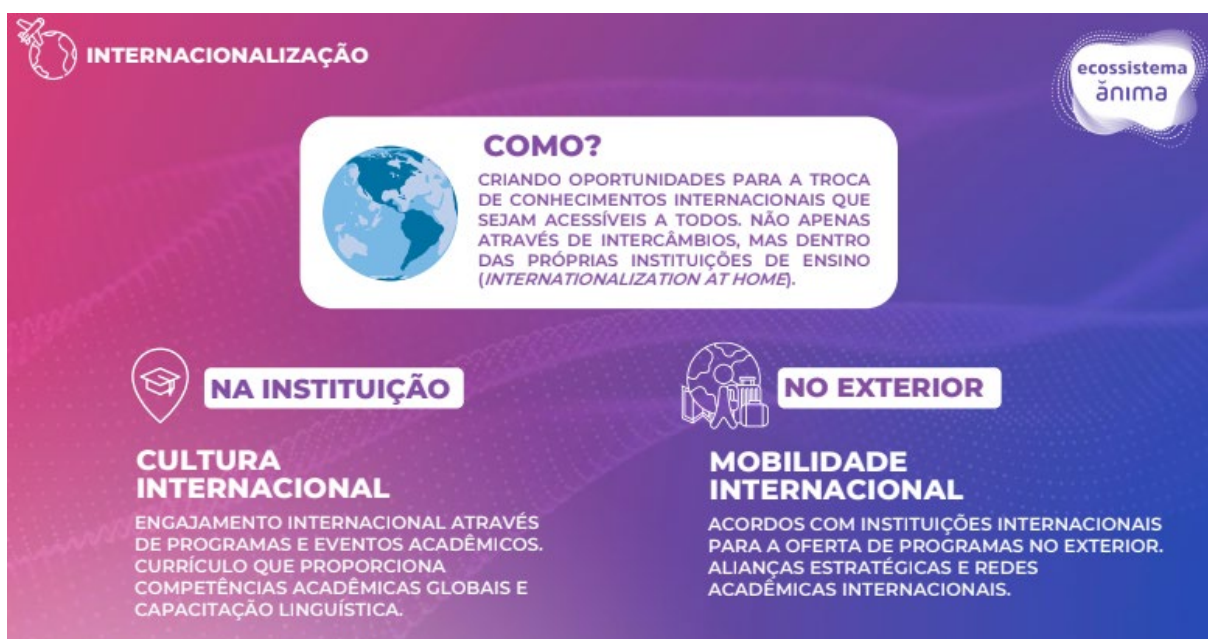 INTERNACIONALIZAÇÃO
ecossistema
ănıma
COMO?
CRIANDO OPORTUNIDADES PARA A TROCA
DE CONHECIMENTOS INTERNACIONAIS QUE
SEJAM ACESSÍVEIS A TODOS. NÃO APENAS
ATRAVÉS DE INTERCÂMBIOS, MAS DENTRO
DAS PRÓPRIAS INSTITUIÇÕES DE ENSINO
(INTERNATIONALIZATION AT HOME).
NA INSTITUIÇÃO
CULTURA
INTERNACIONAL
ENGAJAMENTO INTERNACIONAL ATRAVÉS
DE PROGRAMAS E EVENTOS ACADÊMICOS.
CURRÍCULO QUE PROPORCIONA
COMPETÊNCIAS ACADÊMICAS GLOBAIS E
CAPACITAÇÃO LINGUÍSTICA.
NO EXTERIOR
MOBILIDADE
INTERNACIONAL
ACORDOS COM INSTITUIÇÕES INTERNACIONAIS
PARA A OFERTA DE PROGRAMAS NO EXTERIOR.
ALIANÇAS ESTRATÉGICAS E REDES
ACADÊMICAS INTERNACIONAIS.